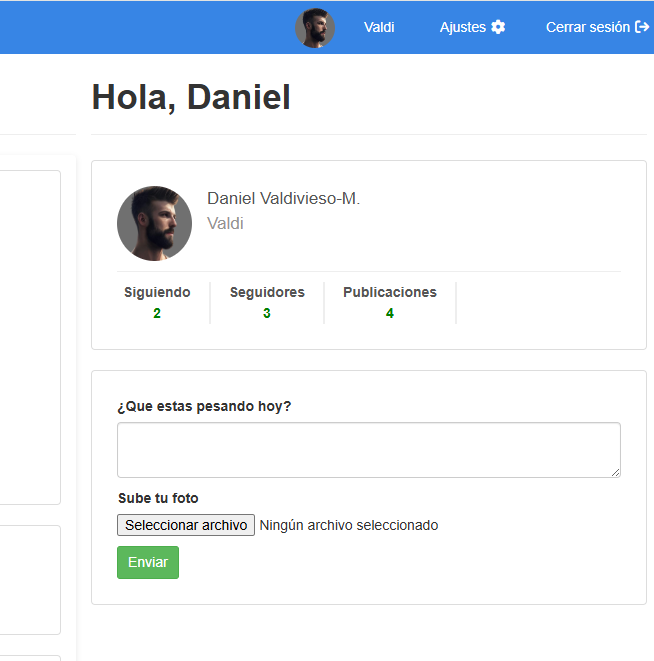 Valdi Ajustes Cerrar sesión
Hola, Daniel
Daniel Valdivieso-M.
Valdi
Siguiendo Seguidores Publicaciones
2 3 4
¿Que estas pesando hoy?
Sube tu foto
Seleccionar archivo Ningún archivo seleccionado
Enviar